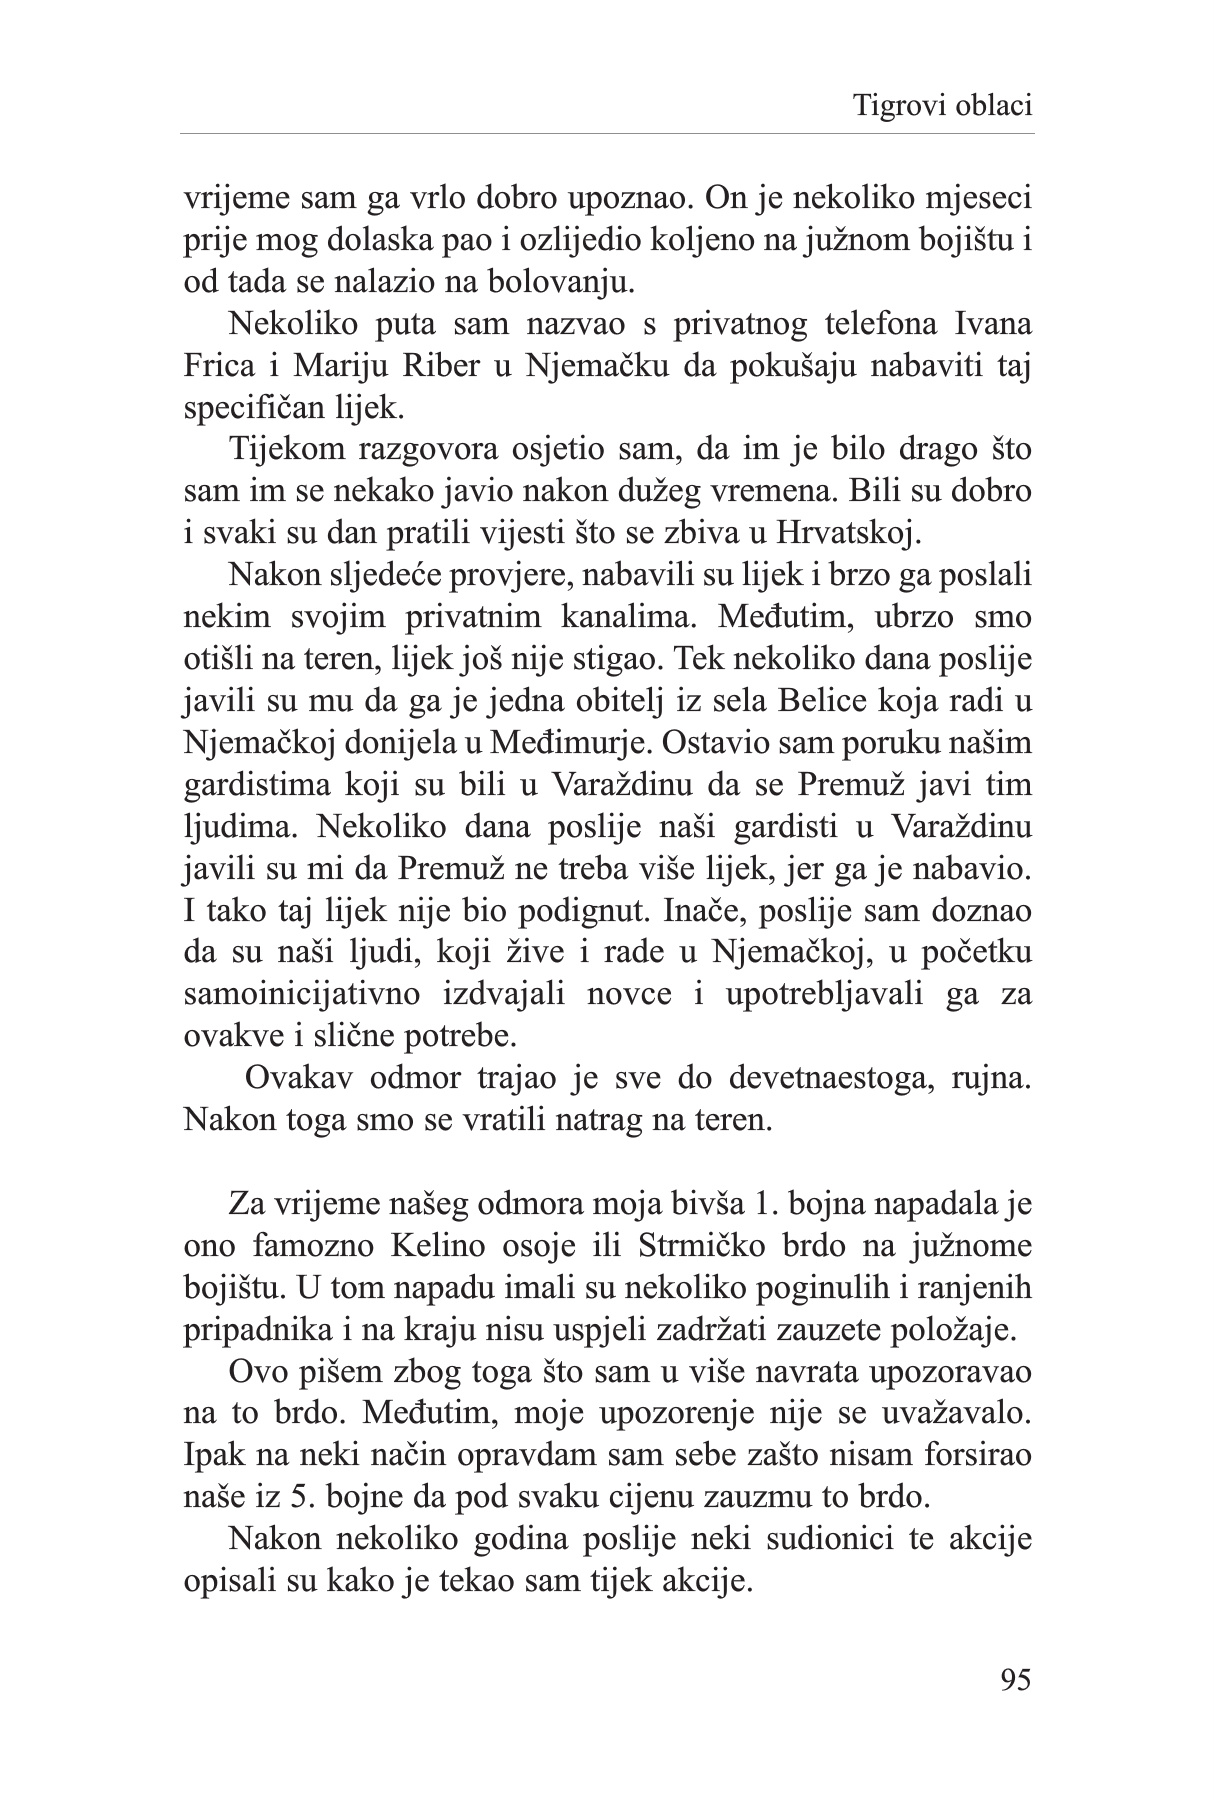 Tigrovi oblaci
vrijeme sam ga vrlo dobro upoznao. On je nekoliko mjeseci
prije mog dolaska pao i ozlijedio koljeno na južnom bojištu i
od tada se nalazio na bolovanju.
Nekoliko puta sam nazvao s privatnog telefona Ivana
Frica i Mariju Riber u Njemačku da pokušaju nabaviti taj
specifičan lijek.
Tijekom razgovora osjetio sam, da im je bilo drago što
sam im se nekako javio nakon dužeg vremena. Bili su dobro
i svaki su dan pratili vijesti što se zbiva u Hrvatskoj.
Nakon sljedeće provjere, nabavili su lijek i brzo ga poslali
nekim svojim privatnim kanalima. Međutim, ubrzo smo
otišli na teren, lijek još nije stigao. Tek nekoliko dana poslije
javili su mu da ga je jedna obitelj iz sela Belice koja radi u
Njemačkoj donijela u Međimurje. Ostavio sam poruku našim
gardistima koji su bili u Varaždinu da se Premuž javi tim
ljudima. Nekoliko dana poslije naši gardisti u Varaždinu
javili su mi da Premuž ne treba više lijek, jer ga je nabavio.
I tako taj lijek nije bio podignut. Inače, poslije sam doznao
da su naši ljudi, koji žive i rade u Njemačkoj, u početku
samoinicijativno izdvajali novce i upotrebljavali ga za
ovakve i slične potrebe.
Ovakav odmor trajao je sve do devetnaestoga, rujna.
Nakon toga smo se vratili natrag na teren.
Za vrijeme našeg odmora moja bivša 1. bojna napadala je
ono famozno Kelino osoje ili Strmičko brdo na južnome
bojištu. U tom napadu imali su nekoliko poginulih i ranjenih
pripadnika i na kraju nisu uspjeli zadržati zauzete položaje.
Ovo pišem zbog toga što sam u više navrata upozoravao
na to brdo. Međutim, moje upozorenje nije se uvažavalo.
Ipak na neki način opravdam sam sebe zašto nisam forsirao
naše iz 5. bojne da pod svaku cijenu zauzmu to brdo.
Nakon nekoliko godina poslije neki sudionici te akcije
opisali su kako je tekao sam tijek akcije.
95